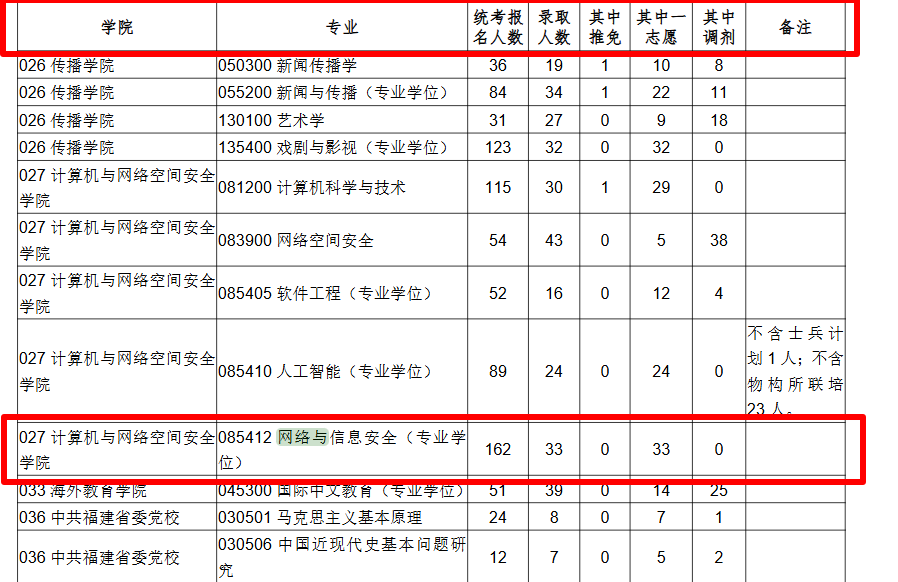 学院 专业 统考报名人数 录取人数 其中推免 其中一志愿 其中调剂 备注
026 传播学院 050300 新闻传播学 36 19 1 10 8
026 传播学院 055200 新闻与传播（专业学位） 84 34 1 22 11
026 传播学院 130100 艺术学 31 27 0 9 18
026 传播学院 135400 戏剧与影视（专业学位） 123 32 0 32 0
027 计算机与网络空间安全学院 081200 计算机科学与技术 115 30 1 29 0
027 计算机与网络空间安全学院 083900 网络空间安全 54 43 0 5 38
027 计算机与网络空间安全学院 085405 软件工程（专业学位） 52 16 0 12 4
027 计算机与网络空间安全学院 085410 人工智能（专业学位） 89 24 0 24 0 不含士兵计划 1 人；不含物构所联培 23 人。
027 计算机与网络空间安全学院 085412 网络与信息安全（专业学位） 162 33 0 33 0
033 海外教育学院 045300 国际中文教育（专业学位） 51 39 0 14 25
036 中共福建省委党校 030501 马克思主义基本原理 24 8 0 7 1
036 中共福建省委党校 030506 中国近现代史基本问题研究 12 7 0 5 2